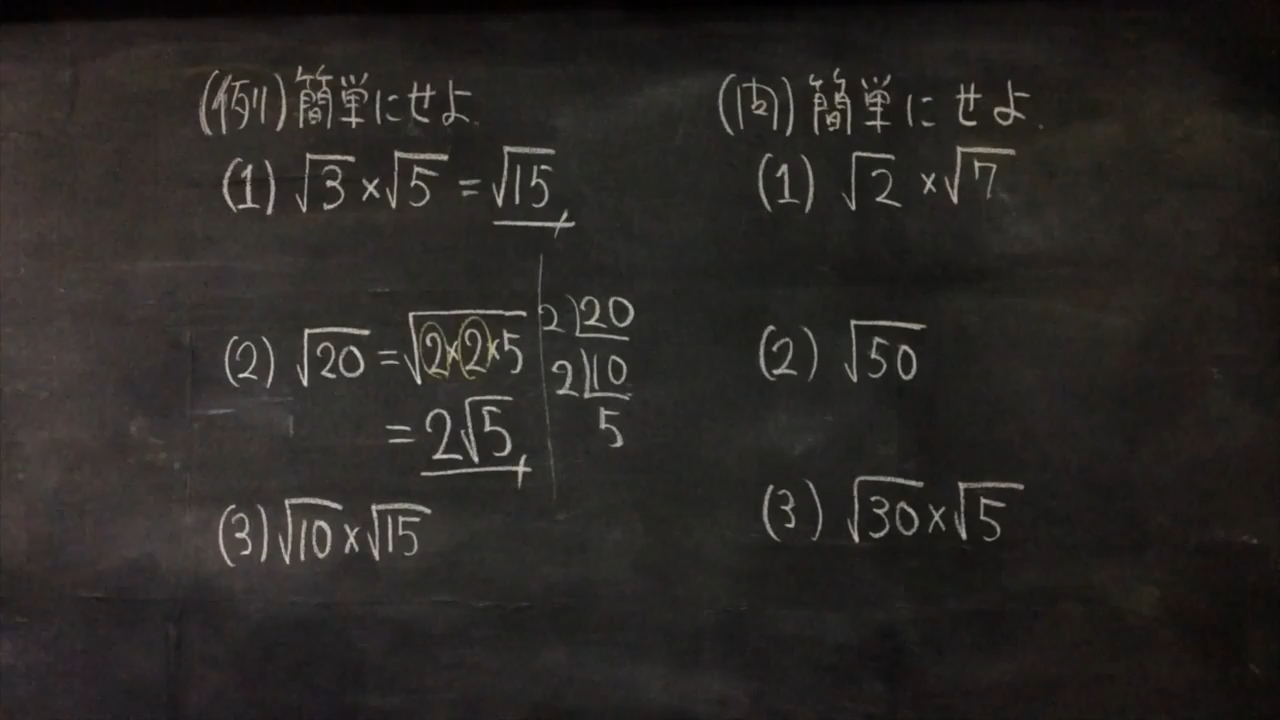 (例)簡単にせよ.
(1) √3×√5 = √15
(2) √20 = √2×2×5
= 2√5
2)20
2)10
5
(3) √10×√15
(問)簡単にせよ.
(1) √2×√7
(2) √50
(3) √30×√5